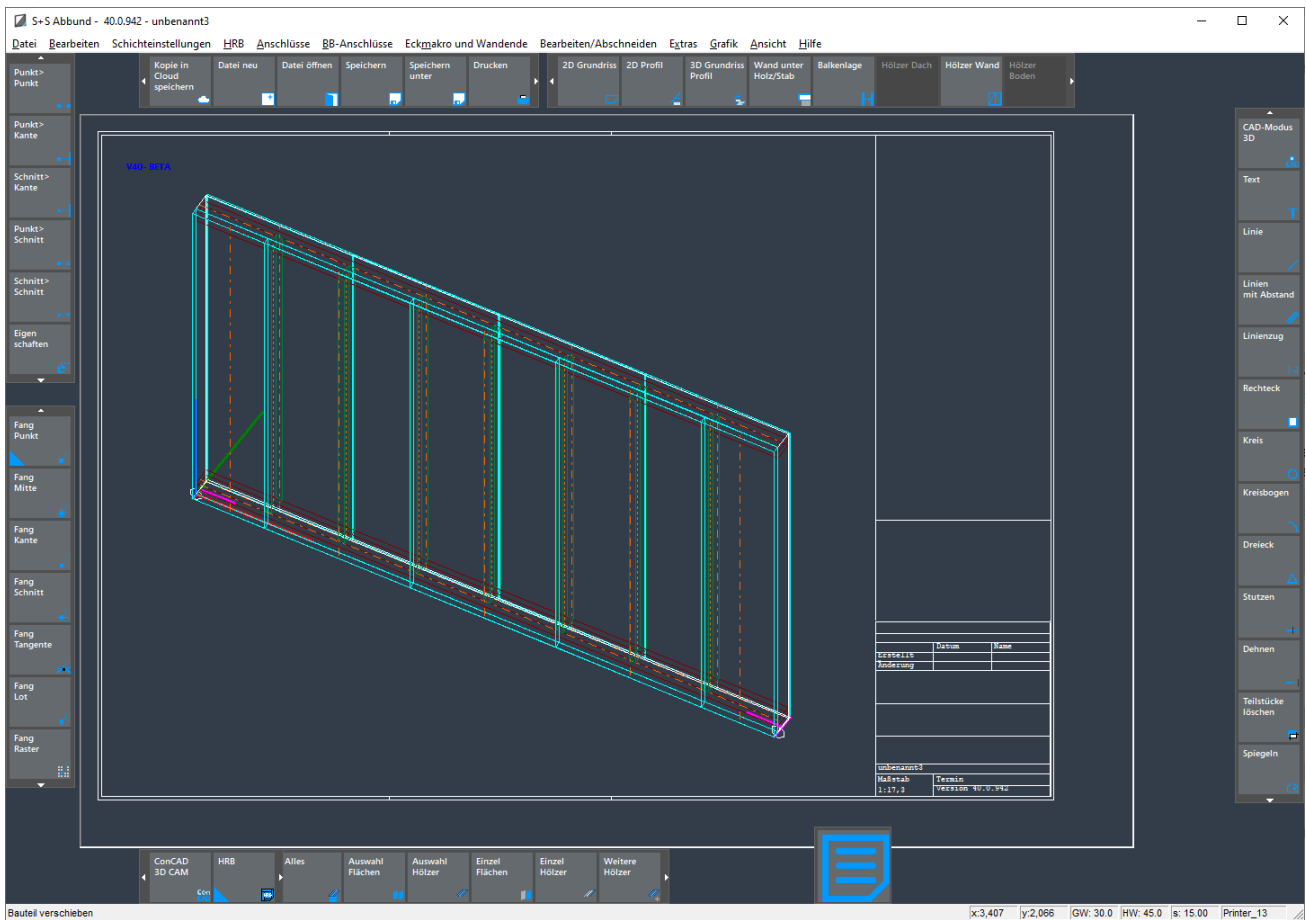 S+S Abbund - 40.0.942 - unbenannt3
Datei Bearbeiten Schichteinstellungen HRB Anschlüsse BB-Anschlüsse Eckmakro und Wandende Bearbeiten/Abschneiden Extras Grafik Ansicht Hilfe
Kopie in
Cloud
speichern
Datei neu
Datei öffnen
Speichern
Speichern
unter
Drucken
2D Grundriss
2D Profil
3D Grundriss
Profil
Wand unter
Holz/Stab
Balkenlage
Hölzer Dach
Hölzer Wand
Hölzer
Boden
Punkt>
Punkt
Punkt>
Kante
Schnitt>
Kante
Punkt>
Schnitt
Schnitt>
Schnitt
Eigen
schaften
Fang
Punkt
Fang
Mitte
Fang
Kante
Fang
Schnitt
Fang
Tangente
Fang
Lot
Fang
Raster
V40- BETA
Datum Name
Erstellt
Änderung
unbenannt3
Maßstab Termin
1:17,3 Version 40.0.942
CAD-Modus
3D
Text
Linie
Linien
mit Abstand
Linienzug
Rechteck
Kreis
Kreisbogen
Dreieck
Stutzen
Dehnen
Teilstücke
löschen
Spiegeln
ConCAD
3D CAM
HRB
Alles
Auswahl
Flächen
Auswahl
Hölzer
Einzel
Flächen
Einzel
Hölzer
Weitere
Hölzer
Bauteil verschieben
x:3,407 y:2,066 GW: 30.0 HW: 45.0 s: 15.00 Printer_13